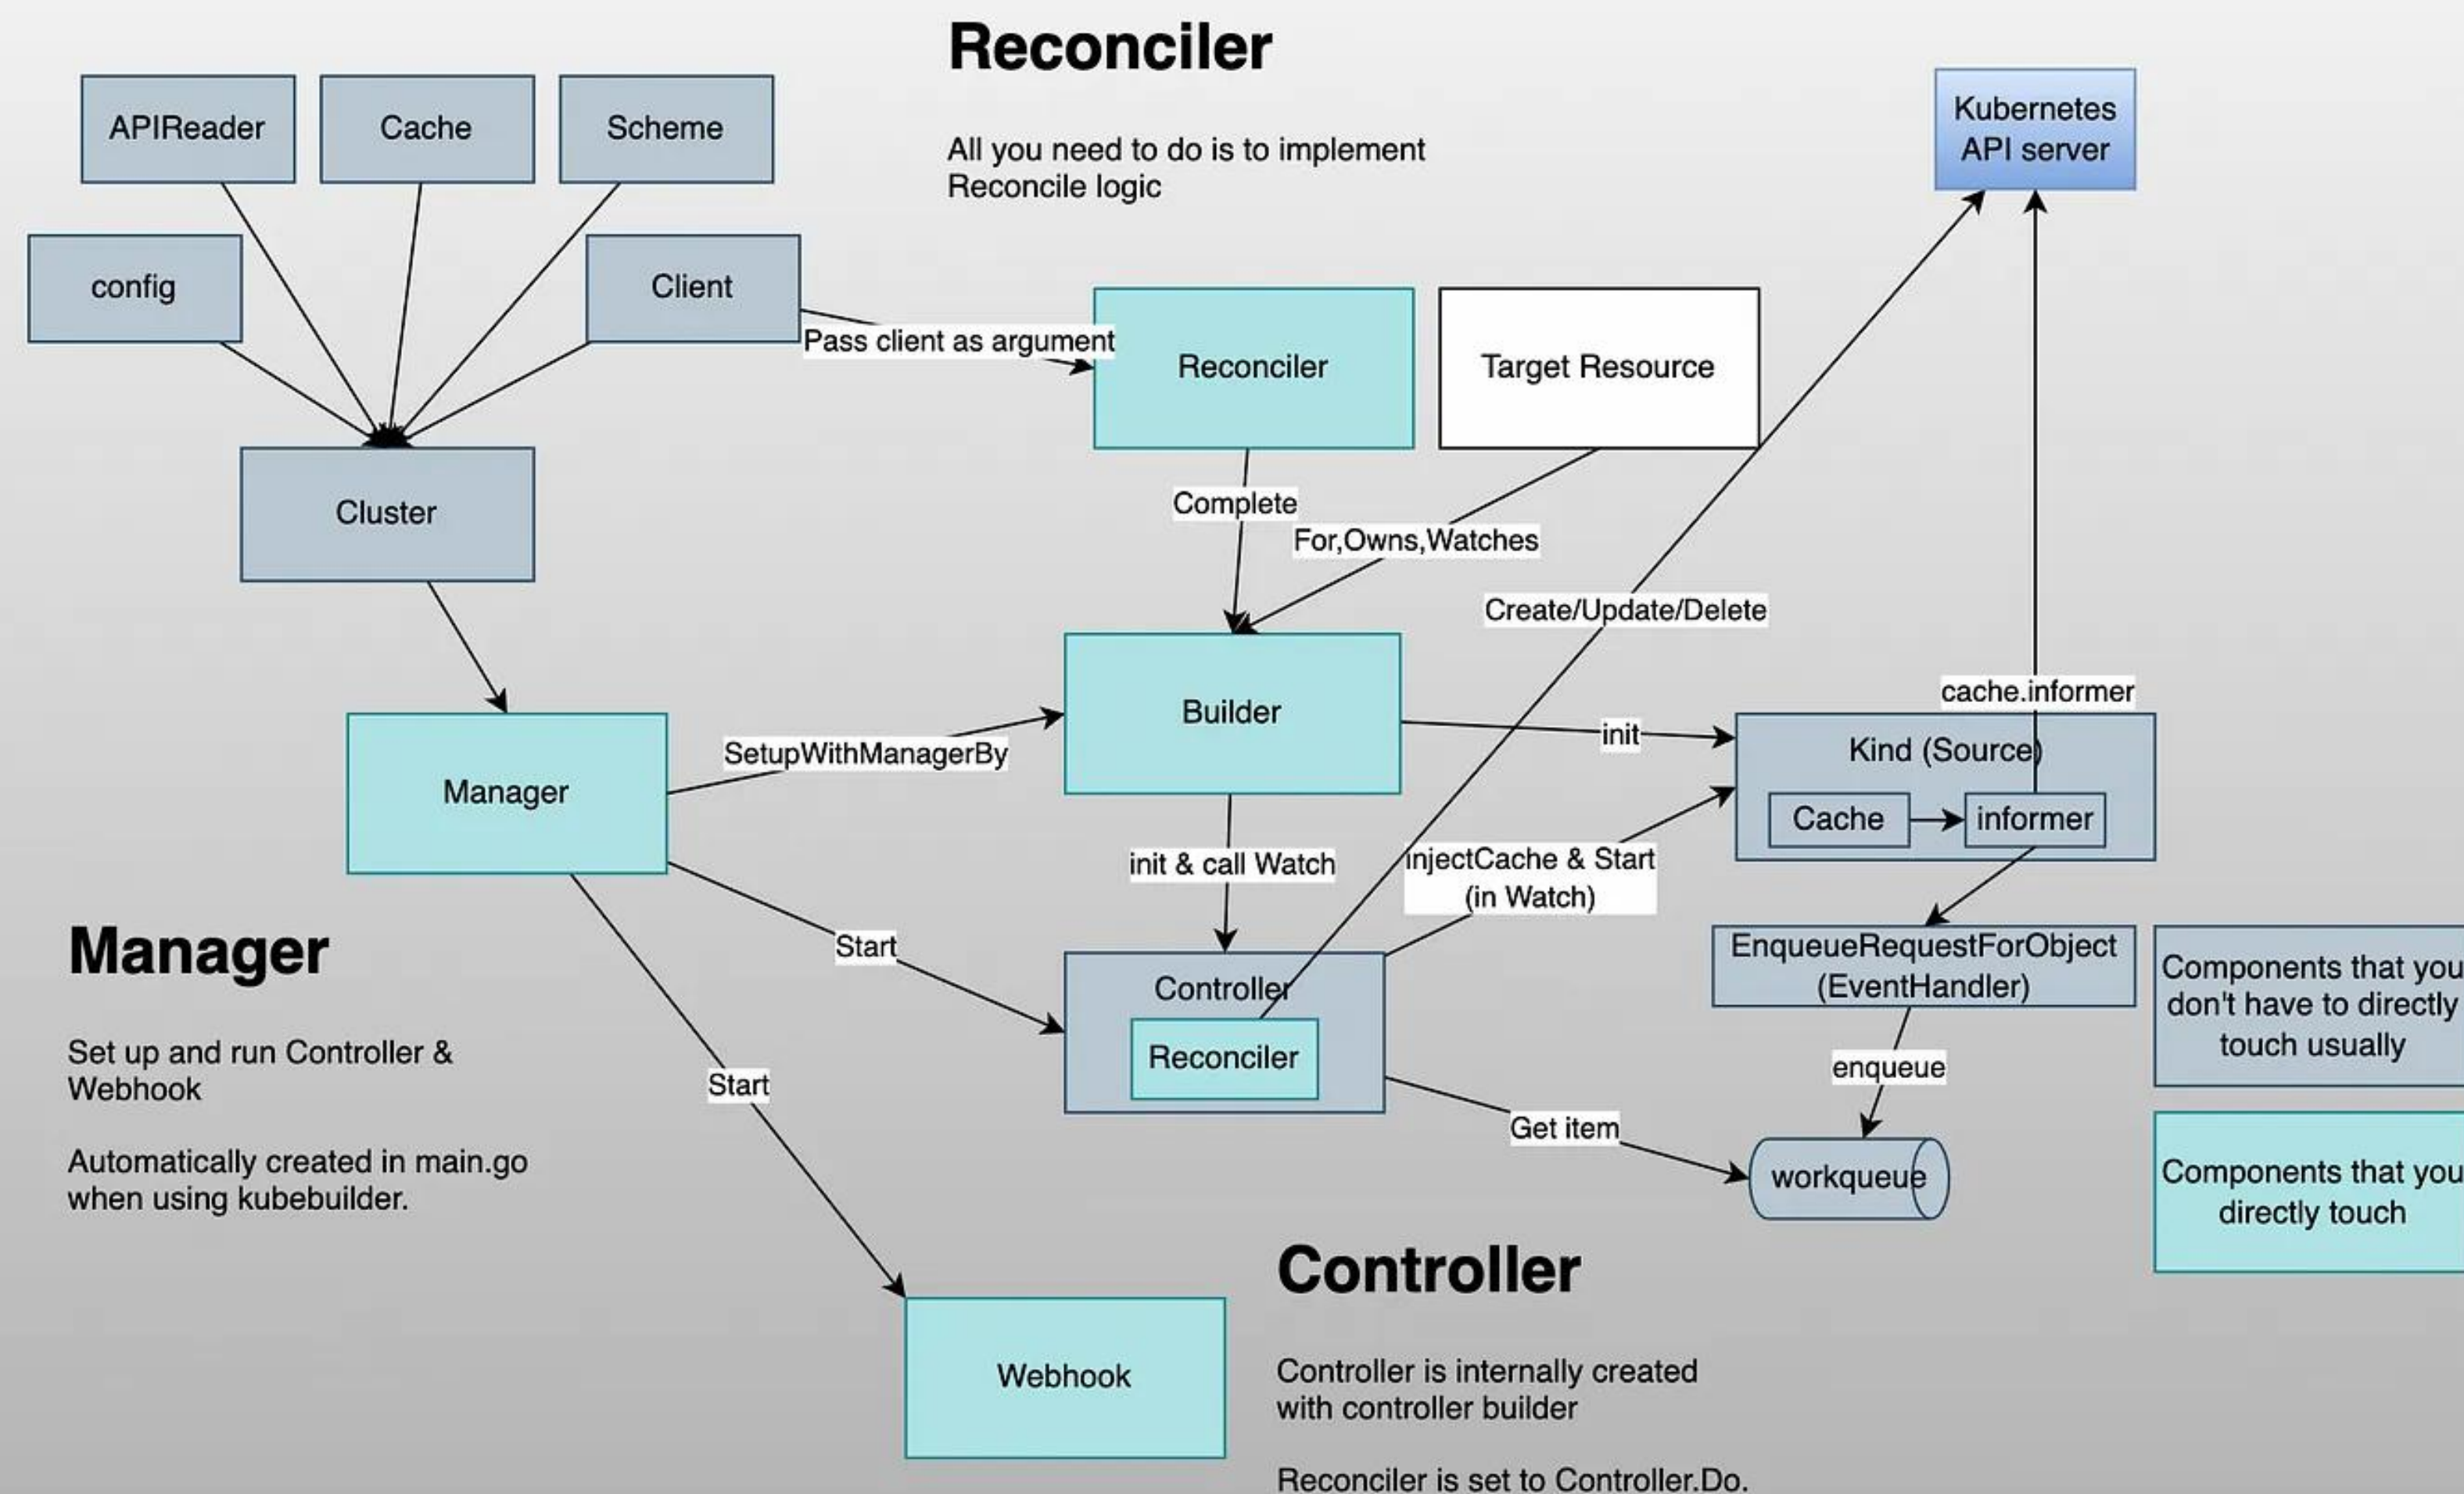 Reconciler
All you need to do is to implement
Reconcile logic
APIReader
Cache
Scheme
Kubernetes
API server
config
Client
Pass client as argument
Reconciler
Target Resource
Cluster
Complete
For,Owns,Watches
Create/Update/Delete
cache.informer
Manager
SetupWithManagerBy
Builder
init
Kind (Source)
Cache
informer
init & call Watch
injectCache & Start
(in Watch)
Start
Start
Controller
Reconciler
EnqueueRequestForObject
(EventHandler)
enqueue
Get item
workqueue
Components that you
don't have to directly
touch usually
Components that you
directly touch
Manager
Set up and run Controller &
Webhook
Automatically created in main.go
when using kubebuilder.
Webhook
Controller
Controller is internally created
with controller builder
Reconciler is set to Controller.Do.